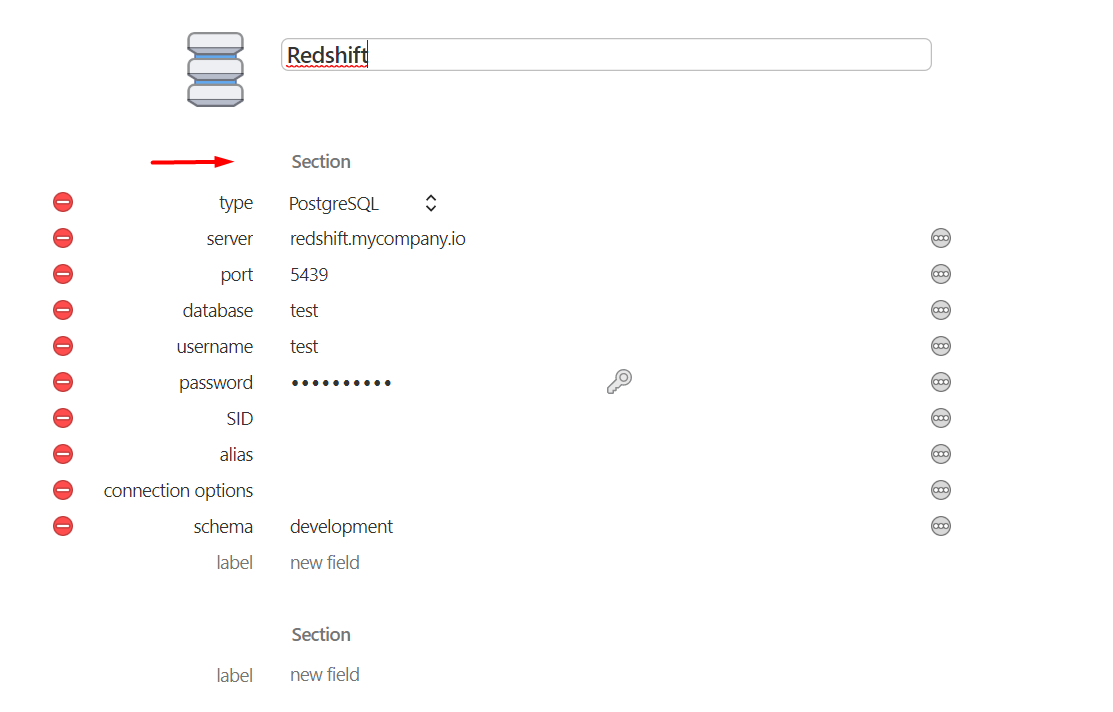 Redshift
Section
type PostgreSQL
server redshift.mycompany.io
port 5439
database test
username test
password ••••••••••
SID
alias
connection options
schema development
label new field
Section
label new field